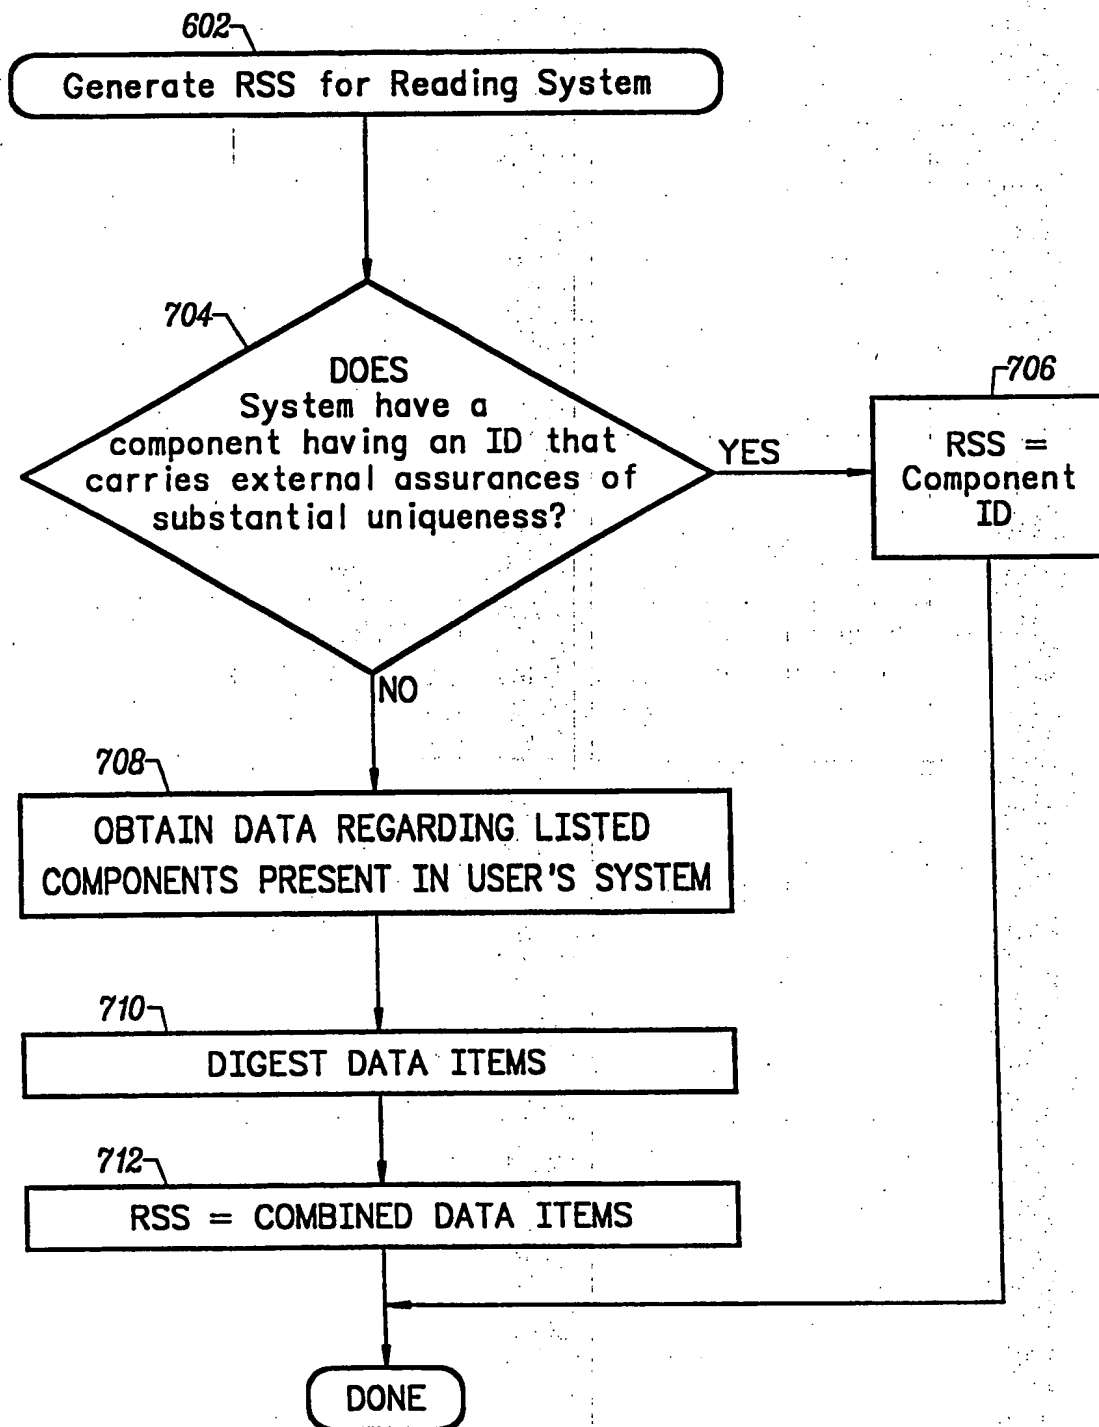 602
Generate RSS for Reading System
704
DOES
System have a
component having an ID that
carries external assurances of
substantial uniqueness?
YES
706
RSS =
Component
ID
NO
708
OBTAIN DATA REGARDING LISTED
COMPONENTS PRESENT IN USER'S SYSTEM
710
DIGEST DATA ITEMS
712
RSS = COMBINED DATA ITEMS
DONE